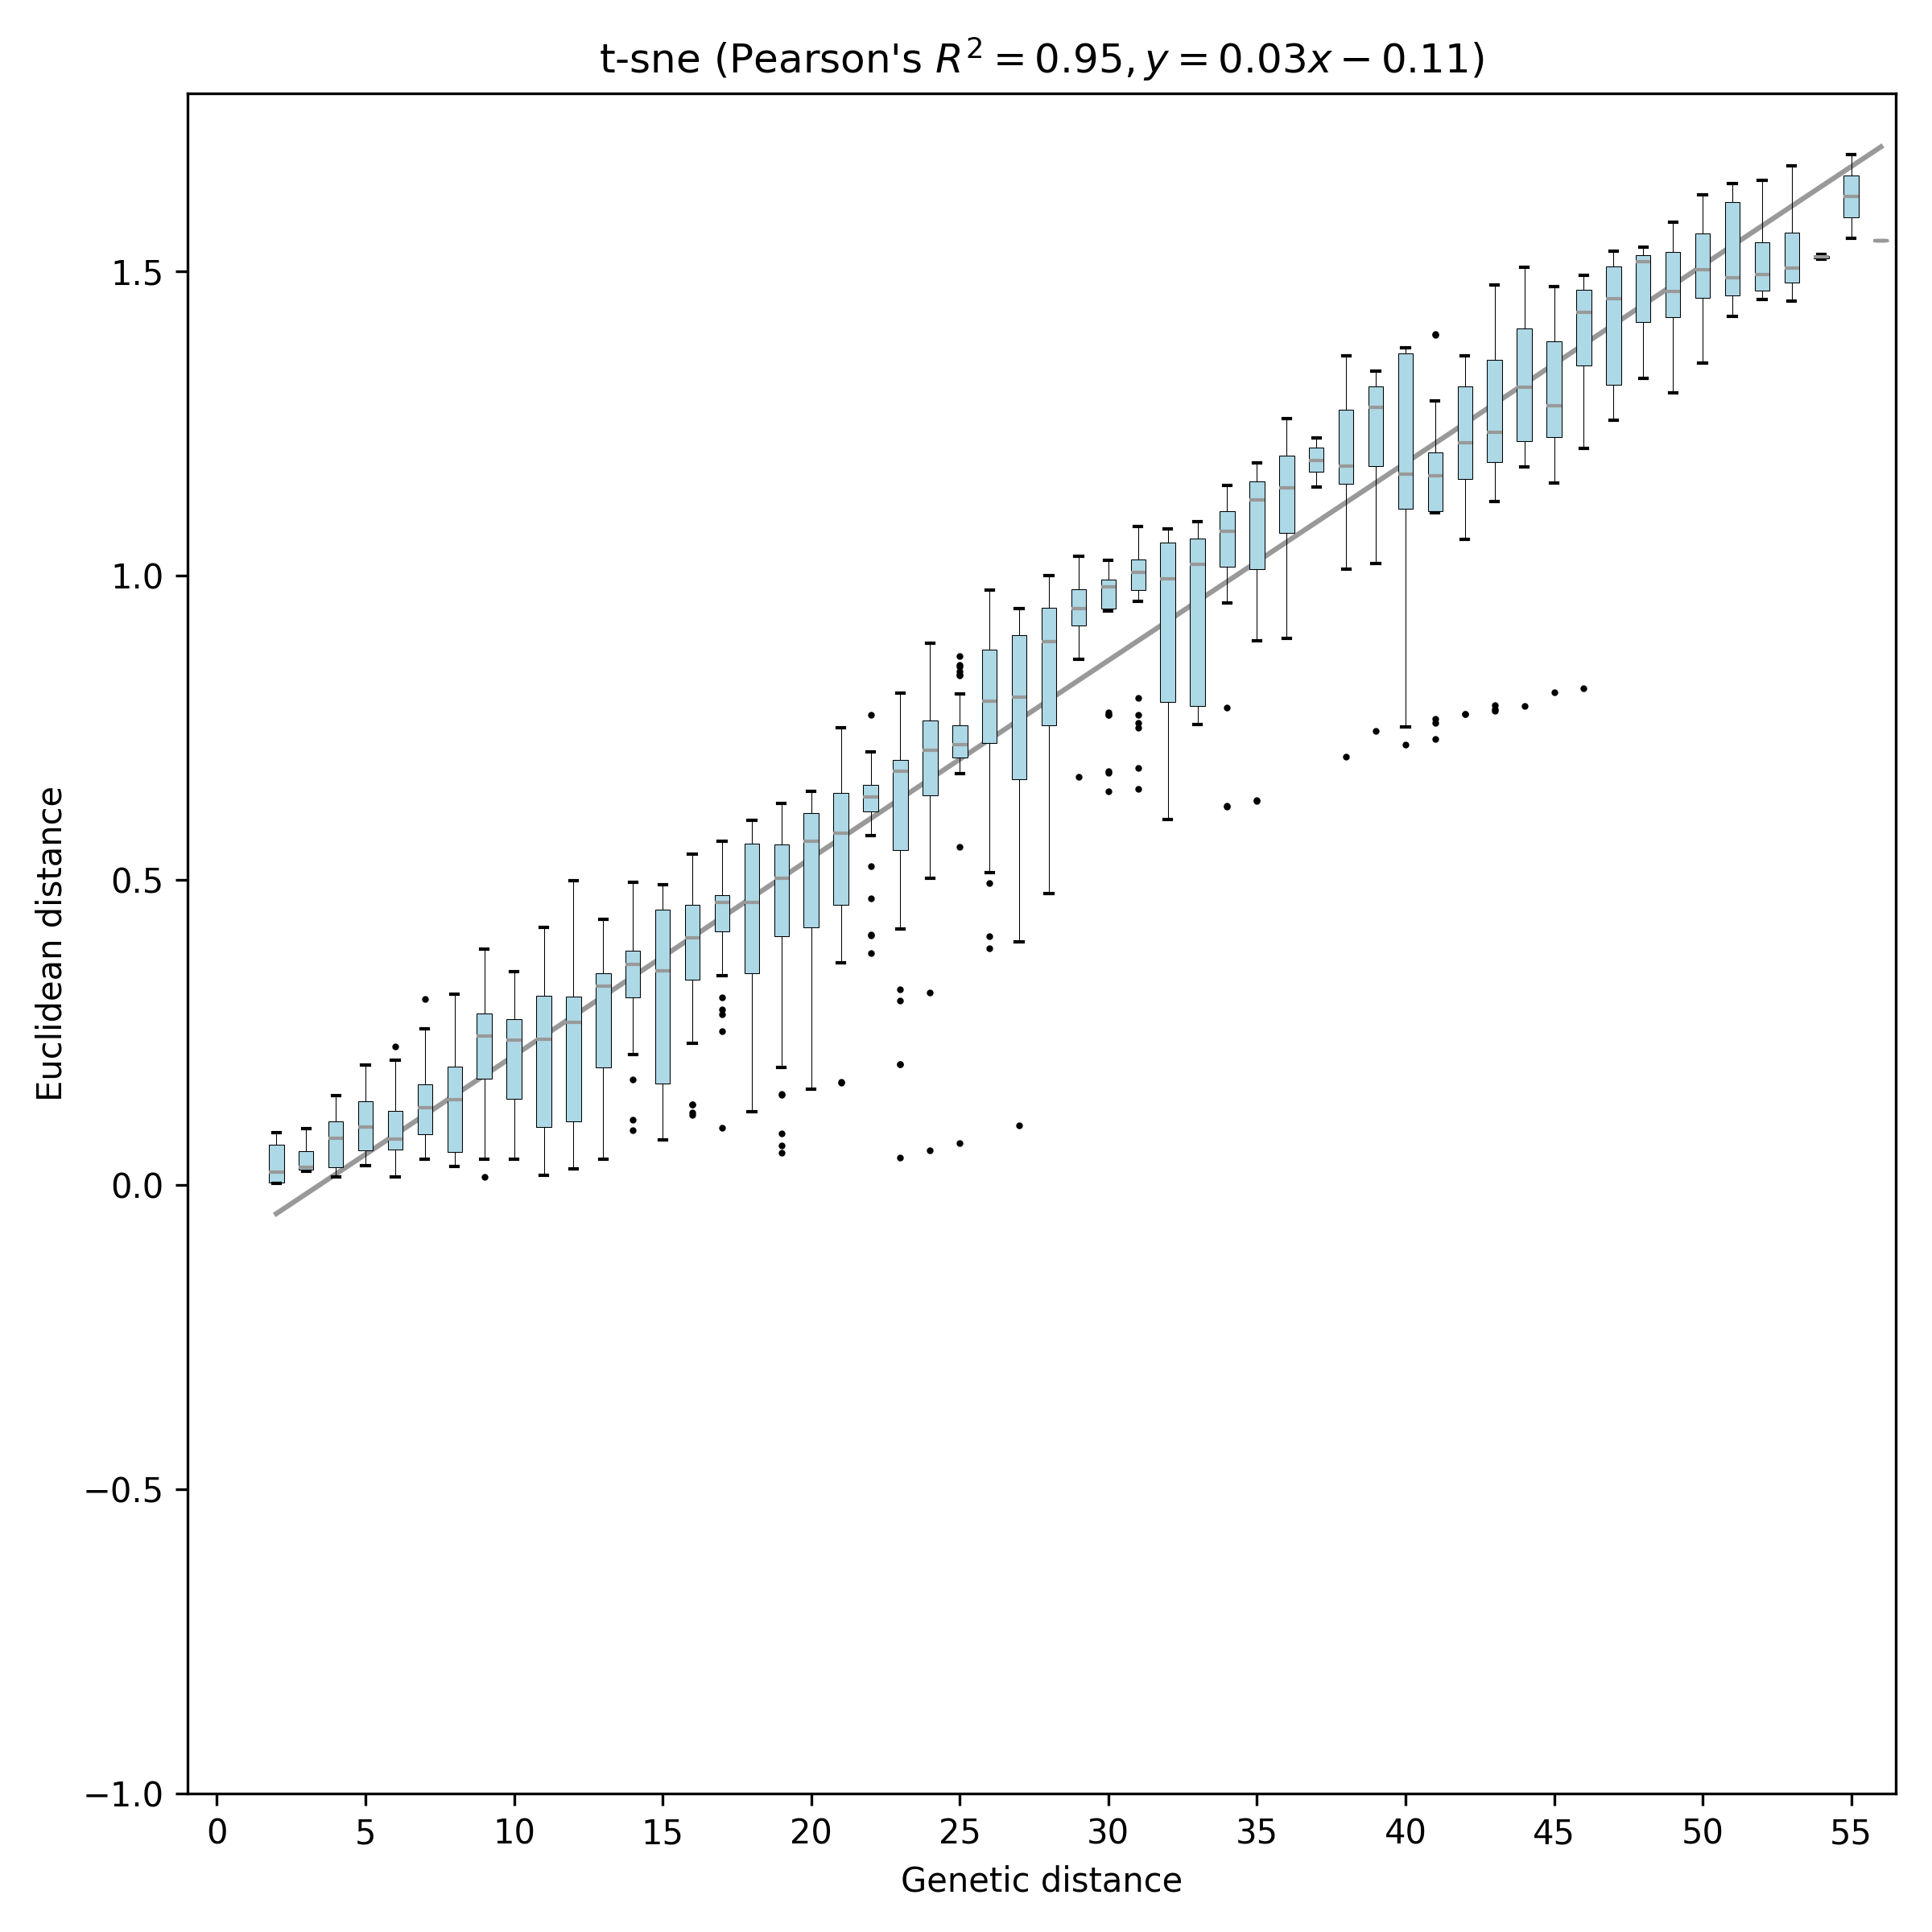 t-sne (Pearson's R² = 0.95, y = 0.03x − 0.11)
Euclidean distance
1.5
1.0
0.5
0.0
−0.5
−1.0
0 5 10 15 20 25 30 35 40 45 50 55
Genetic distance